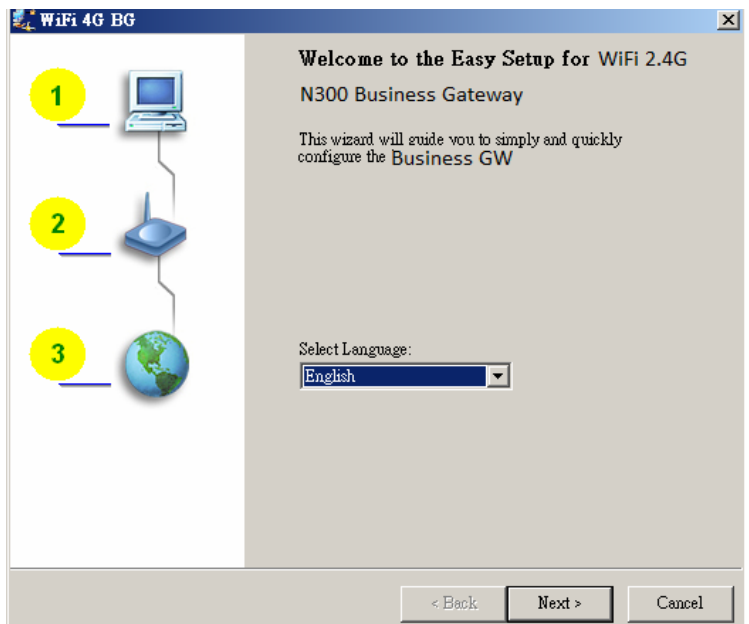 WiFi 4G BG
1
2
3
Welcome to the Easy Setup for WiFi 2.4G
N300 Business Gateway
This wizard will guide you to simply and quickly
configure the Business GW
Select Language:
English
< Back
Next >
Cancel